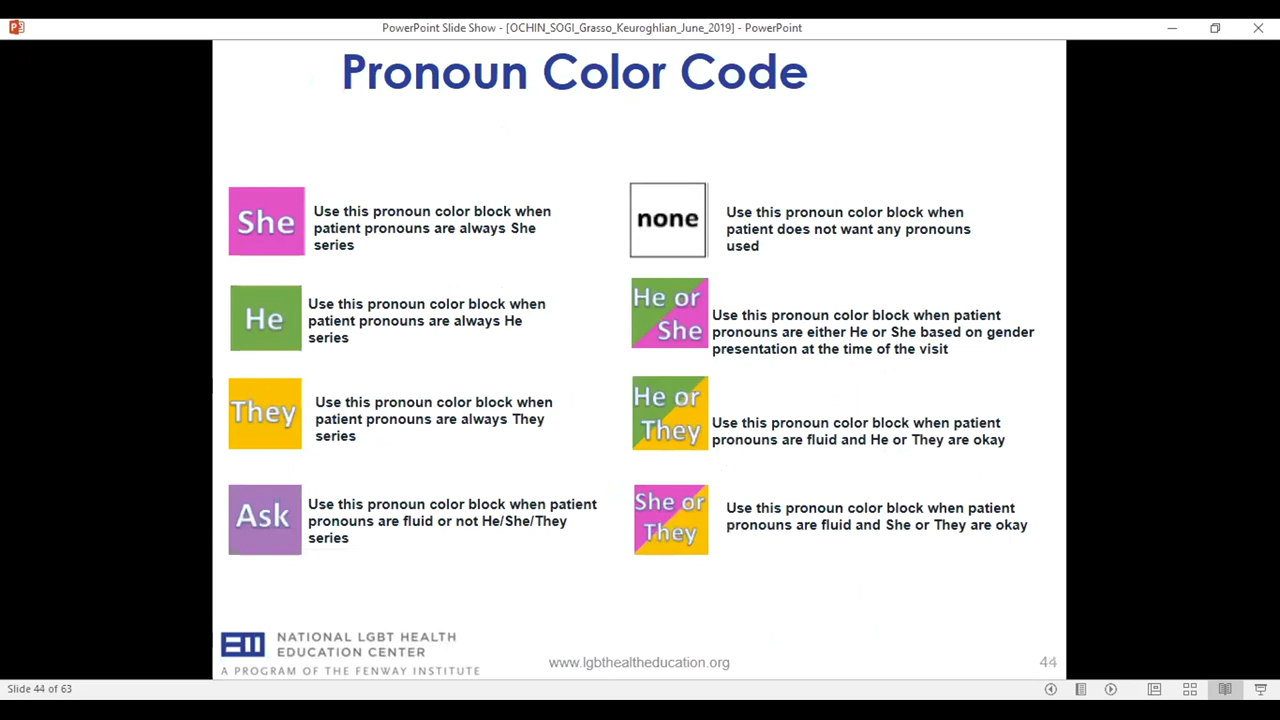 PowerPoint Slide Show - [OCHIN_SOGI_Grasso_Keuroghlian_June_2019] - PowerPoint
Pronoun Color Code
She
Use this pronoun color block when
patient pronouns are always She
series
He
Use this pronoun color block when
patient pronouns are always He
series
They
Use this pronoun color block when
patient pronouns are always They
series
Ask
Use this pronoun color block when patient
pronouns are fluid or not He/She/They
series
none
Use this pronoun color block when
patient does not want any pronouns
used
He or
She
Use this pronoun color block when patient
pronouns are either He or She based on gender
presentation at the time of the visit
He or
They
Use this pronoun color block when patient
pronouns are fluid and He or They are okay
She or
They
Use this pronoun color block when patient
pronouns are fluid and She or They are okay
NATIONAL LGBT HEALTH
EDUCATION CENTER
A PROGRAM OF THE FENWAY INSTITUTE
www.lgbthealtheducation.org
44
Slide 44 of 63